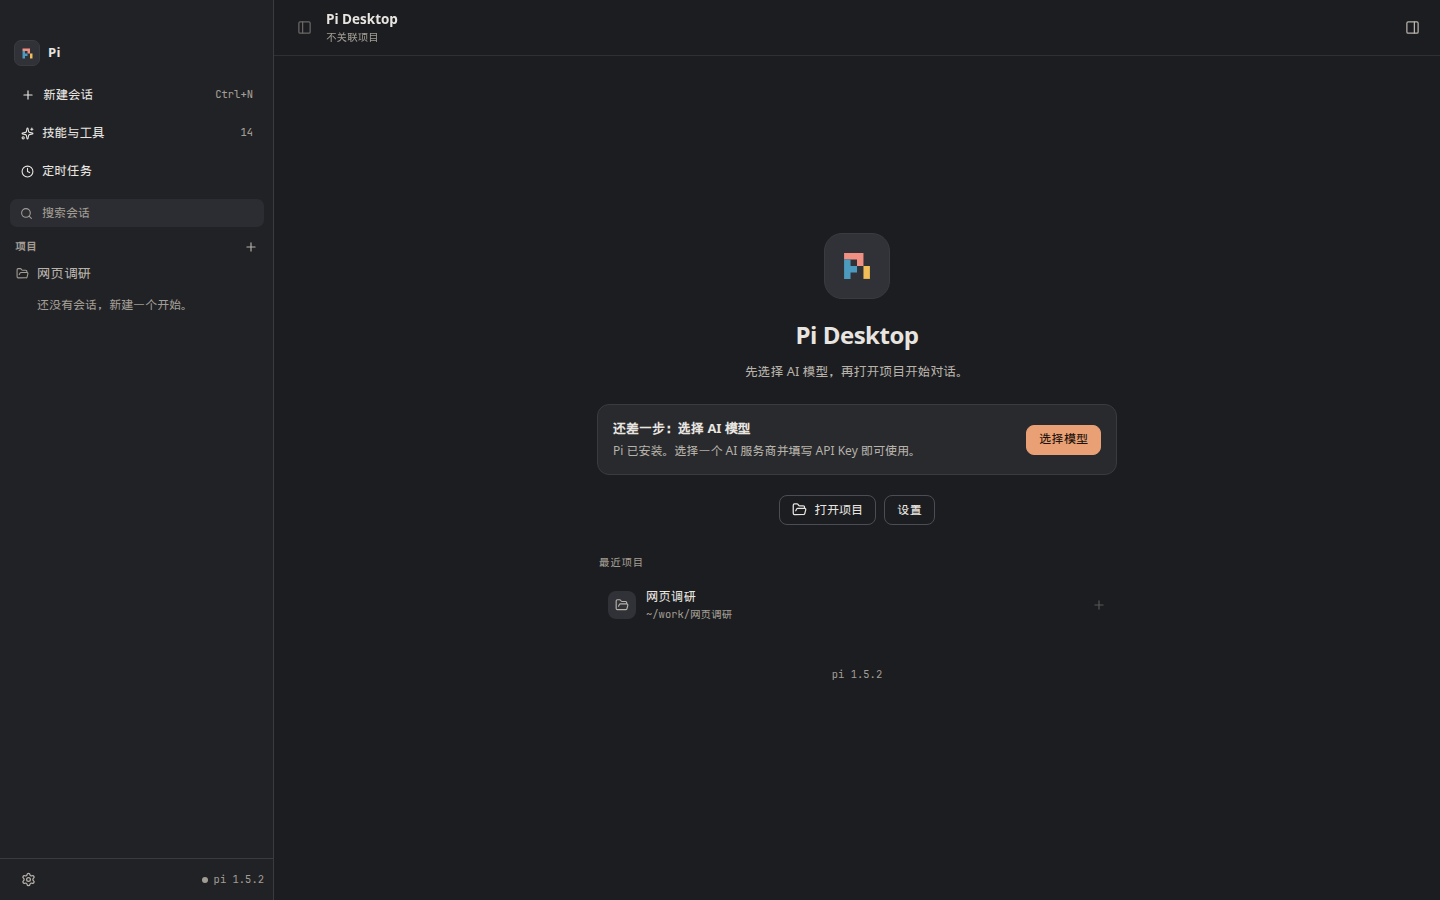 Pi
新建会话 Ctrl+N
技能与工具 14
定时任务
搜索会话
项目
网页调研
还没有会话，新建一个开始。
pi 1.5.2
Pi Desktop
不关联项目
Pi Desktop
先选择 AI 模型，再打开项目开始对话。
还差一步：选择 AI 模型
Pi 已安装。选择一个 AI 服务商并填写 API Key 即可使用。
选择模型
打开项目 设置
最近项目
网页调研
~/work/网页调研
pi 1.5.2